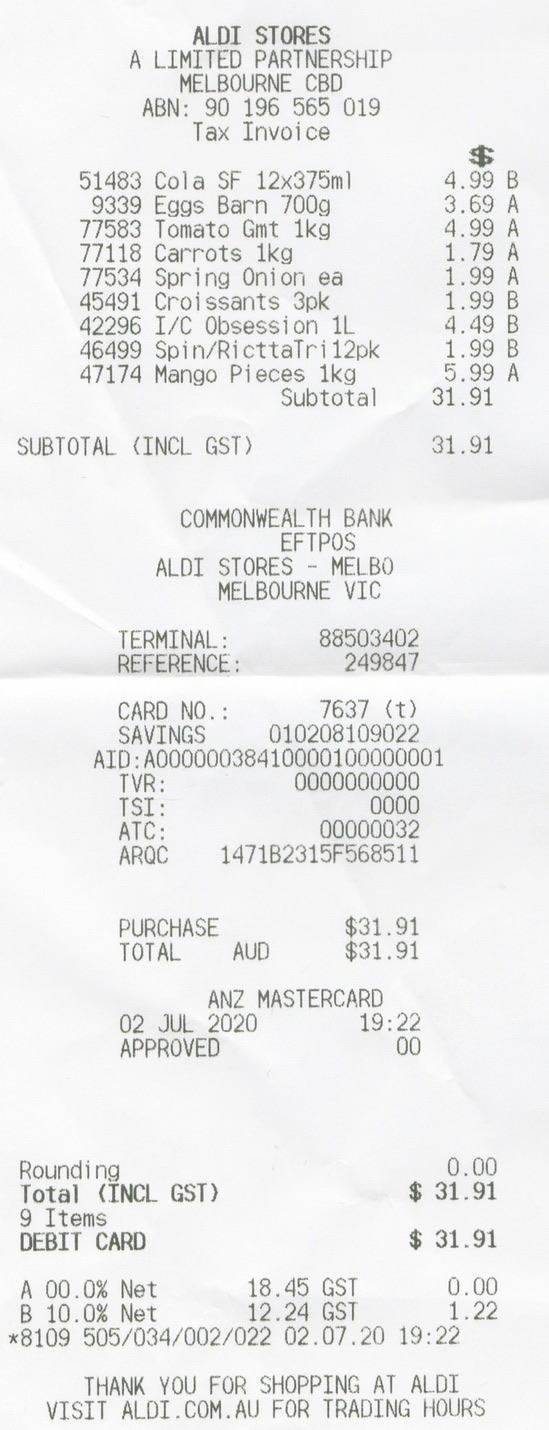 ALDI STORES
A LIMITED PARTNERSHIP
MELBOURNE CBD
ABN: 90 196 565 019
Tax Invoice
$
51483 Cola SF 12x375ml 4.99 B
9339 Eggs Barn 700g 3.69 A
77583 Tomato Gmt 1kg 4.99 A
77118 Carrots 1kg 1.79 A
77534 Spring Onion ea 1.99 A
45491 Croissants 3pk 1.99 B
42296 I/C Obsession 1L 4.49 B
46499 Spin/RicttaTri12pk 1.99 B
47174 Mango Pieces 1kg 5.99 A
Subtotal 31.91
SUBTOTAL (INCL GST) 31.91
COMMONWEALTH BANK
EFTPOS
ALDI STORES - MELBO
MELBOURNE VIC
TERMINAL: 88503402
REFERENCE: 249847
CARD NO.: 7637 (t)
SAVINGS 010208109022
AID:A00000038410000100000001
TVR: 0000000000
TSI: 0000
ATC: 00000032
ARQC 1471B2315F568511
PURCHASE $31.91
TOTAL AUD $31.91
ANZ MASTERCARD
02 JUL 2020 19:22
APPROVED 00
Rounding 0.00
Total (INCL GST) $ 31.91
9 Items
DEBIT CARD $ 31.91
A 00.0% Net 18.45 GST 0.00
B 10.0% Net 12.24 GST 1.22
*8109 505/034/002/022 02.07.20 19:22
THANK YOU FOR SHOPPING AT ALDI
VISIT ALDI.COM.AU FOR TRADING HOURS